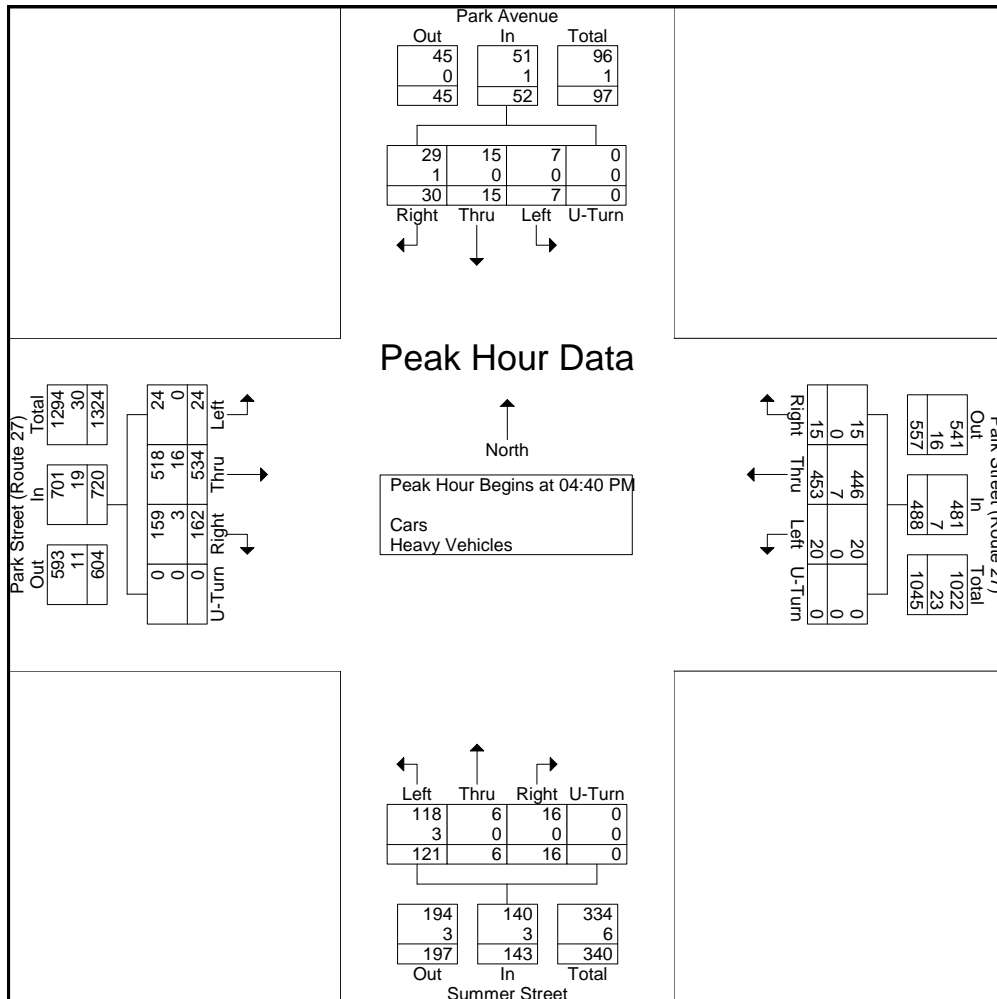 Park Avenue
Out In Total
45 51 96
0 1 1
45 52 97
29 15 7 0
1 0 0 0
30 15 7 0
Right Thru Left U-Turn
Peak Hour Data
North
Peak Hour Begins at 04:40 PM
Cars
Heavy Vehicles
Park Street (Route 27)
Out In Total
593 701 1294
11 19 30
604 720 1324
159 518 24
0 3 16 0
0 162 534 24
U-Turn Right Thru Left
Park Street (Route 27)
Out In Total
541 481 1022
16 7 23
557 488 1045
15 446 20 0
0 7 0 0
15 453 20 0
Right Thru Left U-Turn
Left Thru Right U-Turn
118 6 16 0
3 0 0 0
121 6 16 0
194 140 334
3 3 6
197 143 340
Out In Total
Summer Street